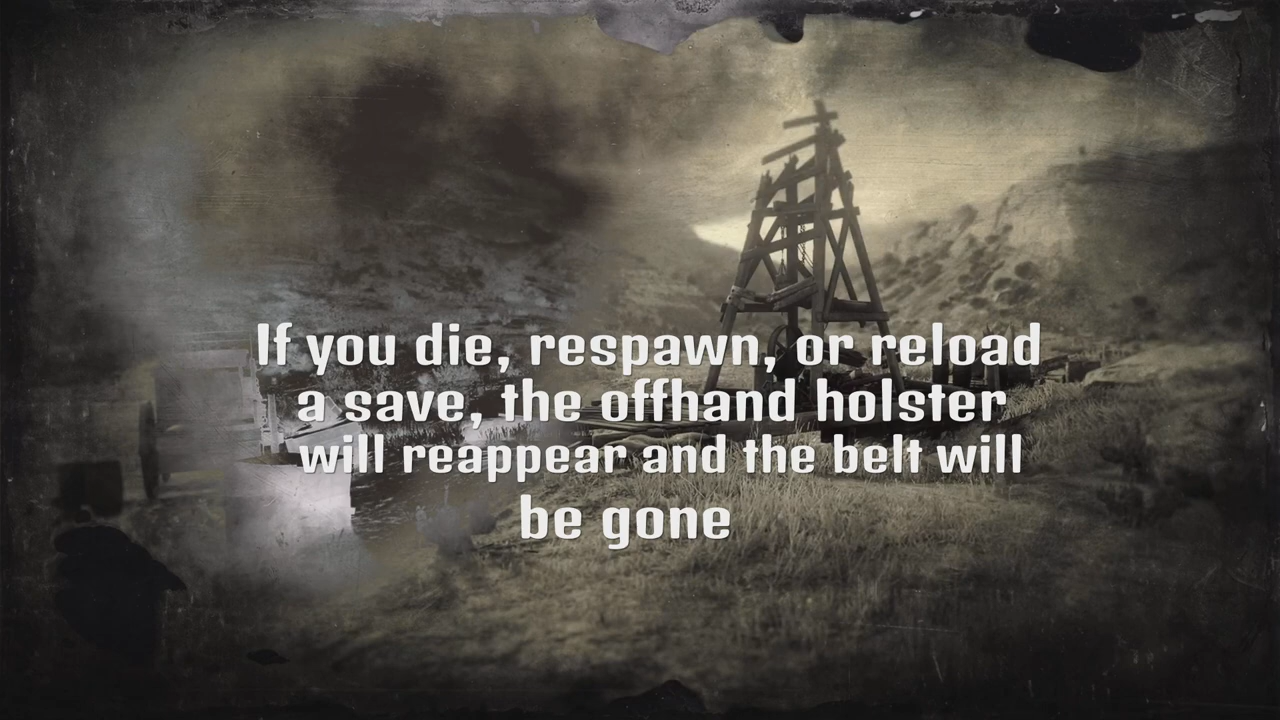 If you die, respawn, or reload
a save, the offhand holster
will reappear and the belt will
be gone